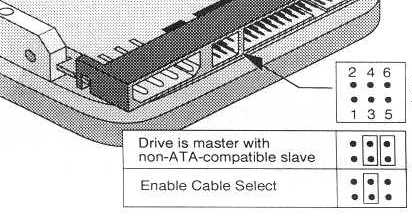 2 4 6
1 3 5
Drive is master with
non-ATA-compatible slave
Enable Cable Select